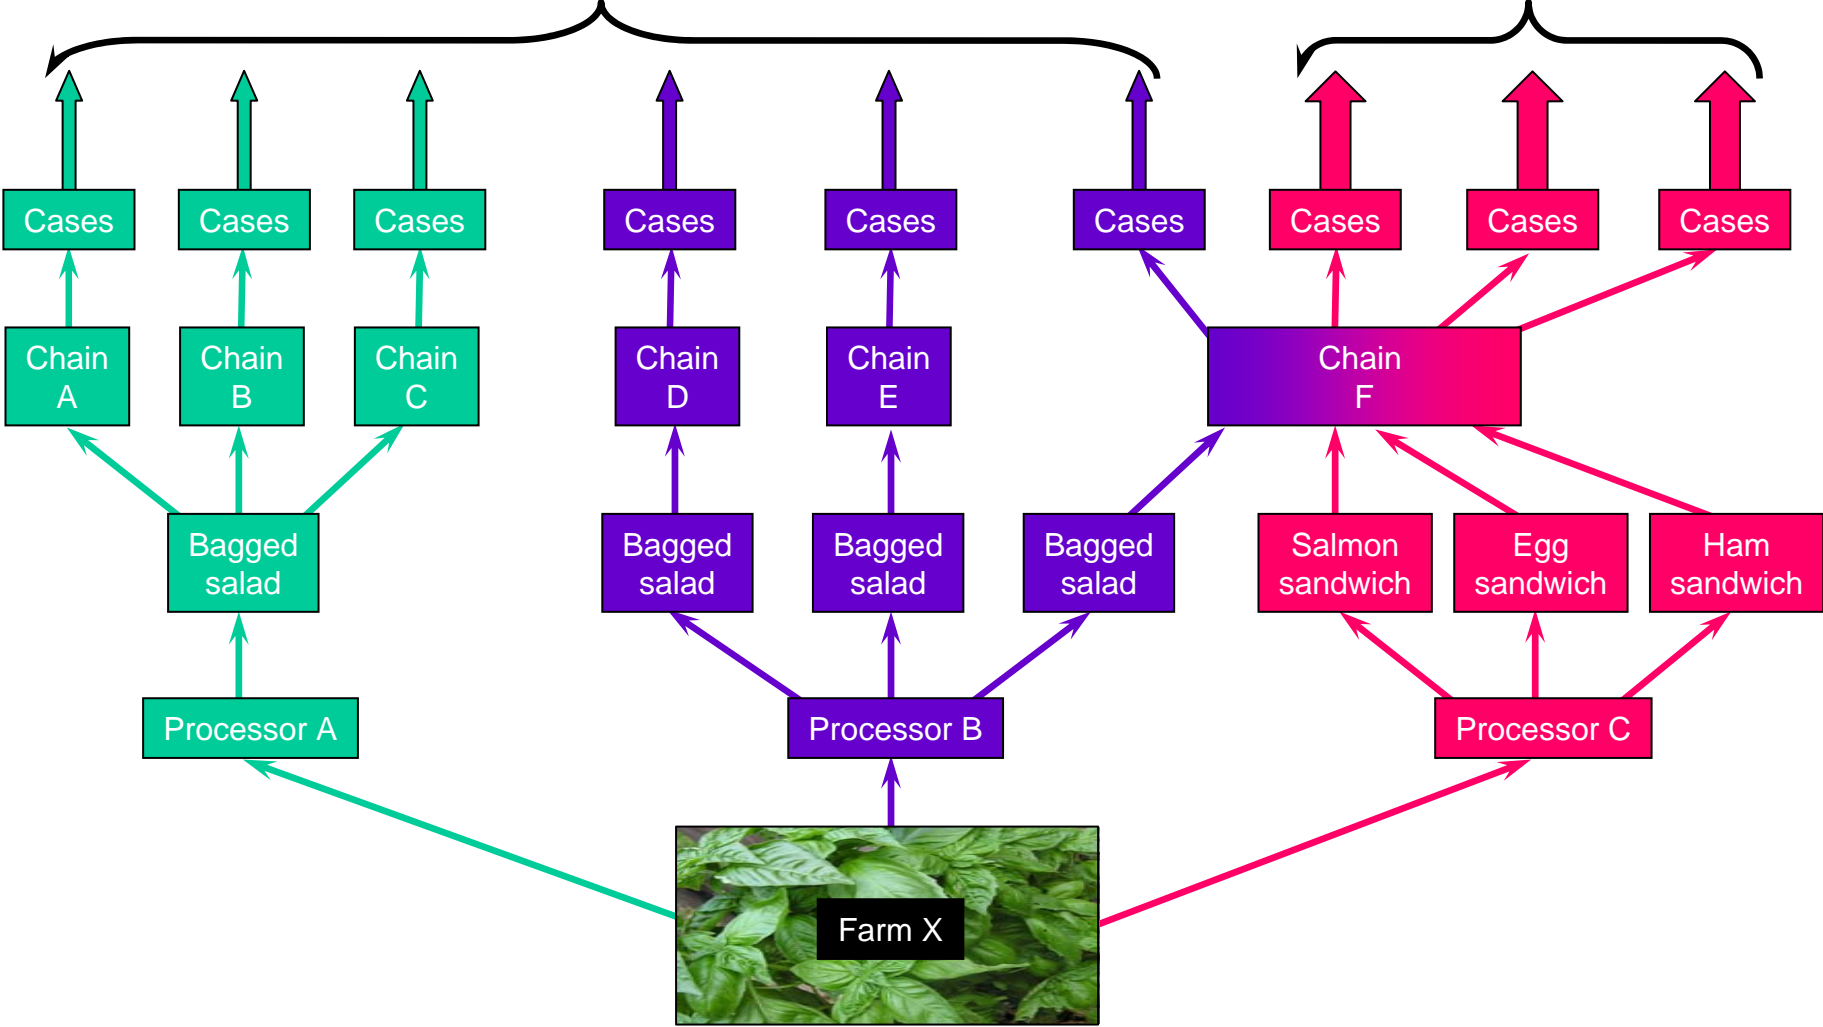 Cases
Cases
Cases
Cases
Cases
Cases
Cases
Cases
Cases
Chain
A
Chain
B
Chain
C
Chain
D
Chain
E
Chain
F
Bagged
salad
Bagged
salad
Bagged
salad
Bagged
salad
Salmon
sandwich
Egg
sandwich
Ham
sandwich
Processor A
Processor B
Processor C
Farm X